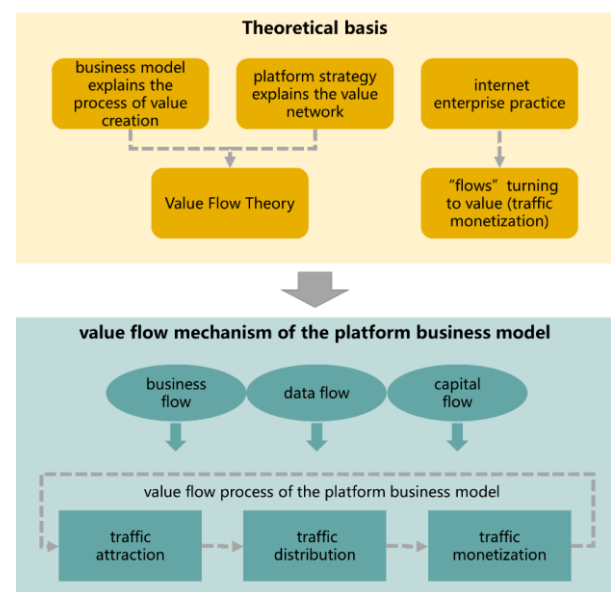 Theoretical basis
business model
explains the
process of value
creation
platform strategy
explains the value
network
internet
enterprise practice
Value Flow Theory
“flows” turning
to value (traffic
monetization)
value flow mechanism of the platform business model
business
flow
data flow
capital
flow
value flow process of the platform business model
traffic
attraction
traffic
distribution
traffic
monetization